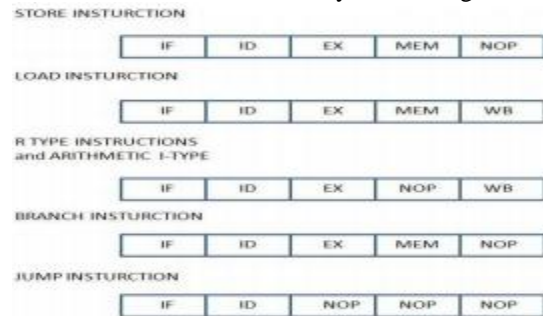 STORE INSTURCTION
IF ID EX MEM NOP
LOAD INSTURCTION
IF ID EX MEM WB
R TYPE INSTRUCTIONS
and ARITHMETIC I-TYPE
IF ID EX NOP WB
BRANCH INSTURCTION
IF ID EX MEM NOP
JUMP INSTURCTION
IF ID NOP NOP NOP